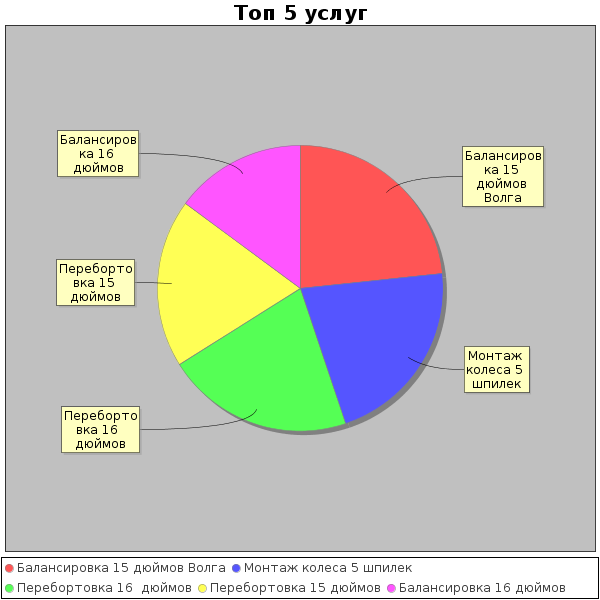 Топ 5 услуг
Балансиров
ка 16
дюймов
Балансиров
ка 15
дюймов
Волга
Переборто
вка 15
дюймов
Монтаж
колеса 5
шпилек
Переборто
вка 16
дюймов
Балансировка 15 дюймов Волга Монтаж колеса 5 шпилек
Перебортовка 16  дюймов Перебортовка 15 дюймов Балансировка 16 дюймов